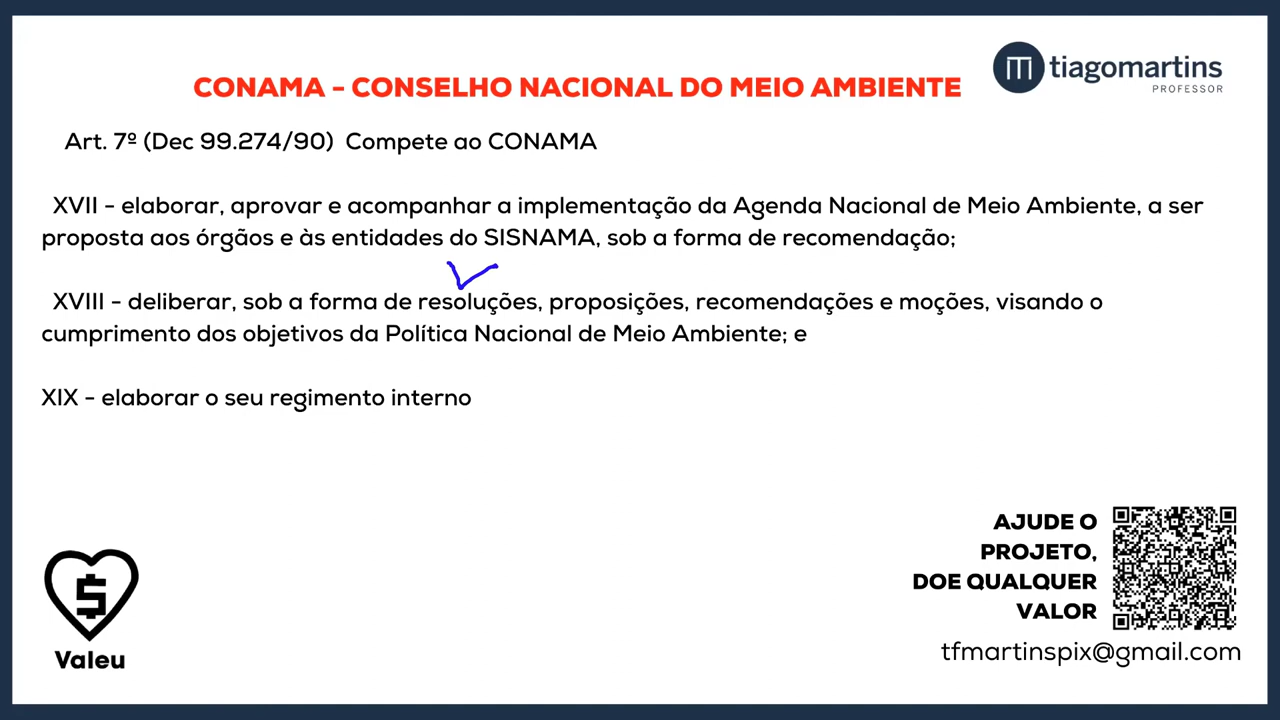 CONAMA - CONSELHO NACIONAL DO MEIO AMBIENTE
tiagomartins
PROFESSOR
Art. 7º (Dec 99.274/90) Compete ao CONAMA
XVII - elaborar, aprovar e acompanhar a implementação da Agenda Nacional de Meio Ambiente, a ser
proposta aos órgãos e às entidades do SISNAMA, sob a forma de recomendação;
XVIII - deliberar, sob a forma de resoluções, proposições, recomendações e moções, visando o
cumprimento dos objetivos da Política Nacional de Meio Ambiente; e
XIX - elaborar o seu regimento interno
AJUDE O
PROJETO,
DOE QUALQUER
VALOR
tfmartinspix@gmail.com
$
Valeu